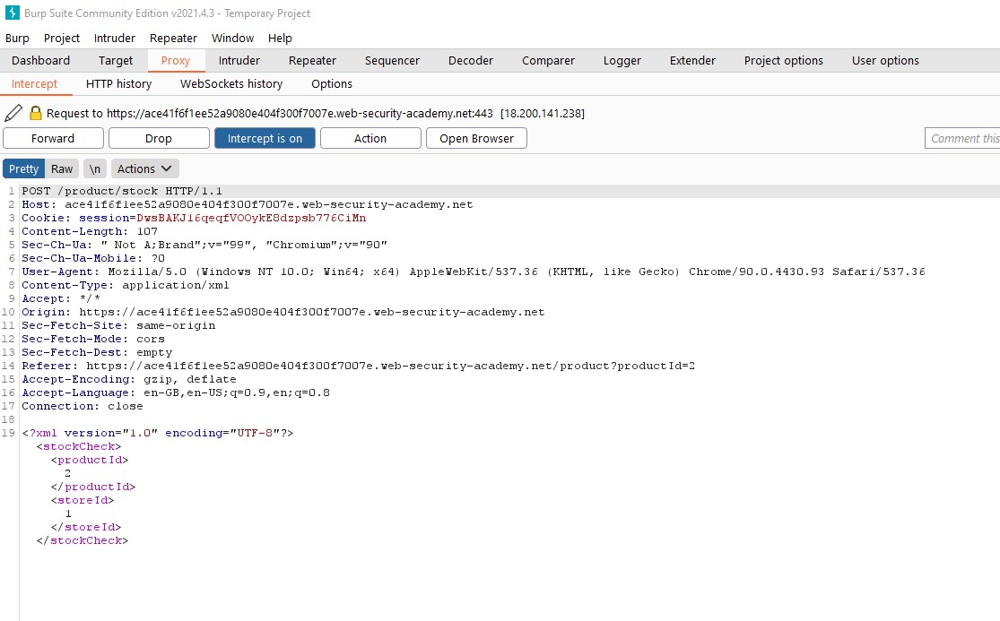 Burp Suite Community Edition v2021.4.3 - Temporary Project
Burp Project Intruder Repeater Window Help
Dashboard Target Proxy Intruder Repeater Sequencer Decoder Comparer Logger Extender Project options User options
Intercept HTTP history WebSockets history Options
Request to https://ace41f6f1ee52a9080e404f300f7007e.web-security-academy.net:443 [18.200.141.238]
Forward Drop Intercept is on Action Open Browser Comment this
Pretty Raw \n Actions
1 POST /product/stock HTTP/1.1
2 Host: ace41f6f1ee52a9080e404f300f7007e.web-security-academy.net
3 Cookie: session=DwsBAKJ16qeqfVOOykE8dzpsb776CiMn
4 Content-Length: 107
5 Sec-Ch-Ua: " Not A;Brand";v="99", "Chromium";v="90"
6 Sec-Ch-Ua-Mobile: ?0
7 User-Agent: Mozilla/5.0 (Windows NT 10.0; Win64; x64) AppleWebKit/537.36 (KHTML, like Gecko) Chrome/90.0.4430.93 Safari/537.36
8 Content-Type: application/xml
9 Accept: */*
10 Origin: https://ace41f6f1ee52a9080e404f300f7007e.web-security-academy.net
11 Sec-Fetch-Site: same-origin
12 Sec-Fetch-Mode: cors
13 Sec-Fetch-Dest: empty
14 Referer: https://ace41f6f1ee52a9080e404f300f7007e.web-security-academy.net/product?productId=2
15 Accept-Encoding: gzip, deflate
16 Accept-Language: en-GB,en-US;q=0.9,en;q=0.8
17 Connection: close
18
19 <?xml version="1.0" encoding="UTF-8"?>
<stockCheck>
<productId>
2
</productId>
<storeId>
1
</storeId>
</stockCheck>